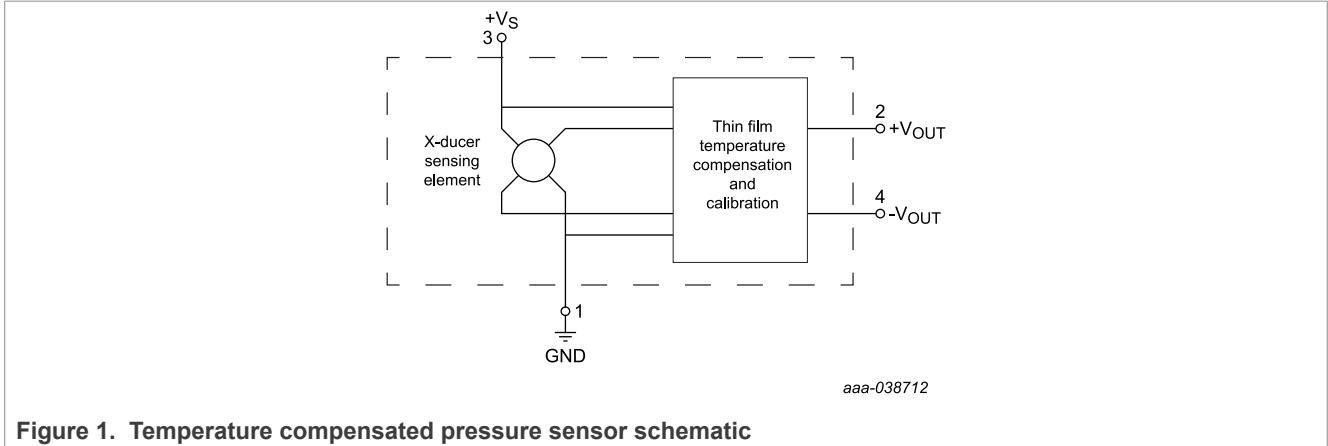 +VS
3
X-ducer
sensing
element
Thin film
temperature
compensation
and
calibration
2
+VOUT
4
-VOUT
1
GND
aaa-038712
Figure 1. Temperature compensated pressure sensor schematic